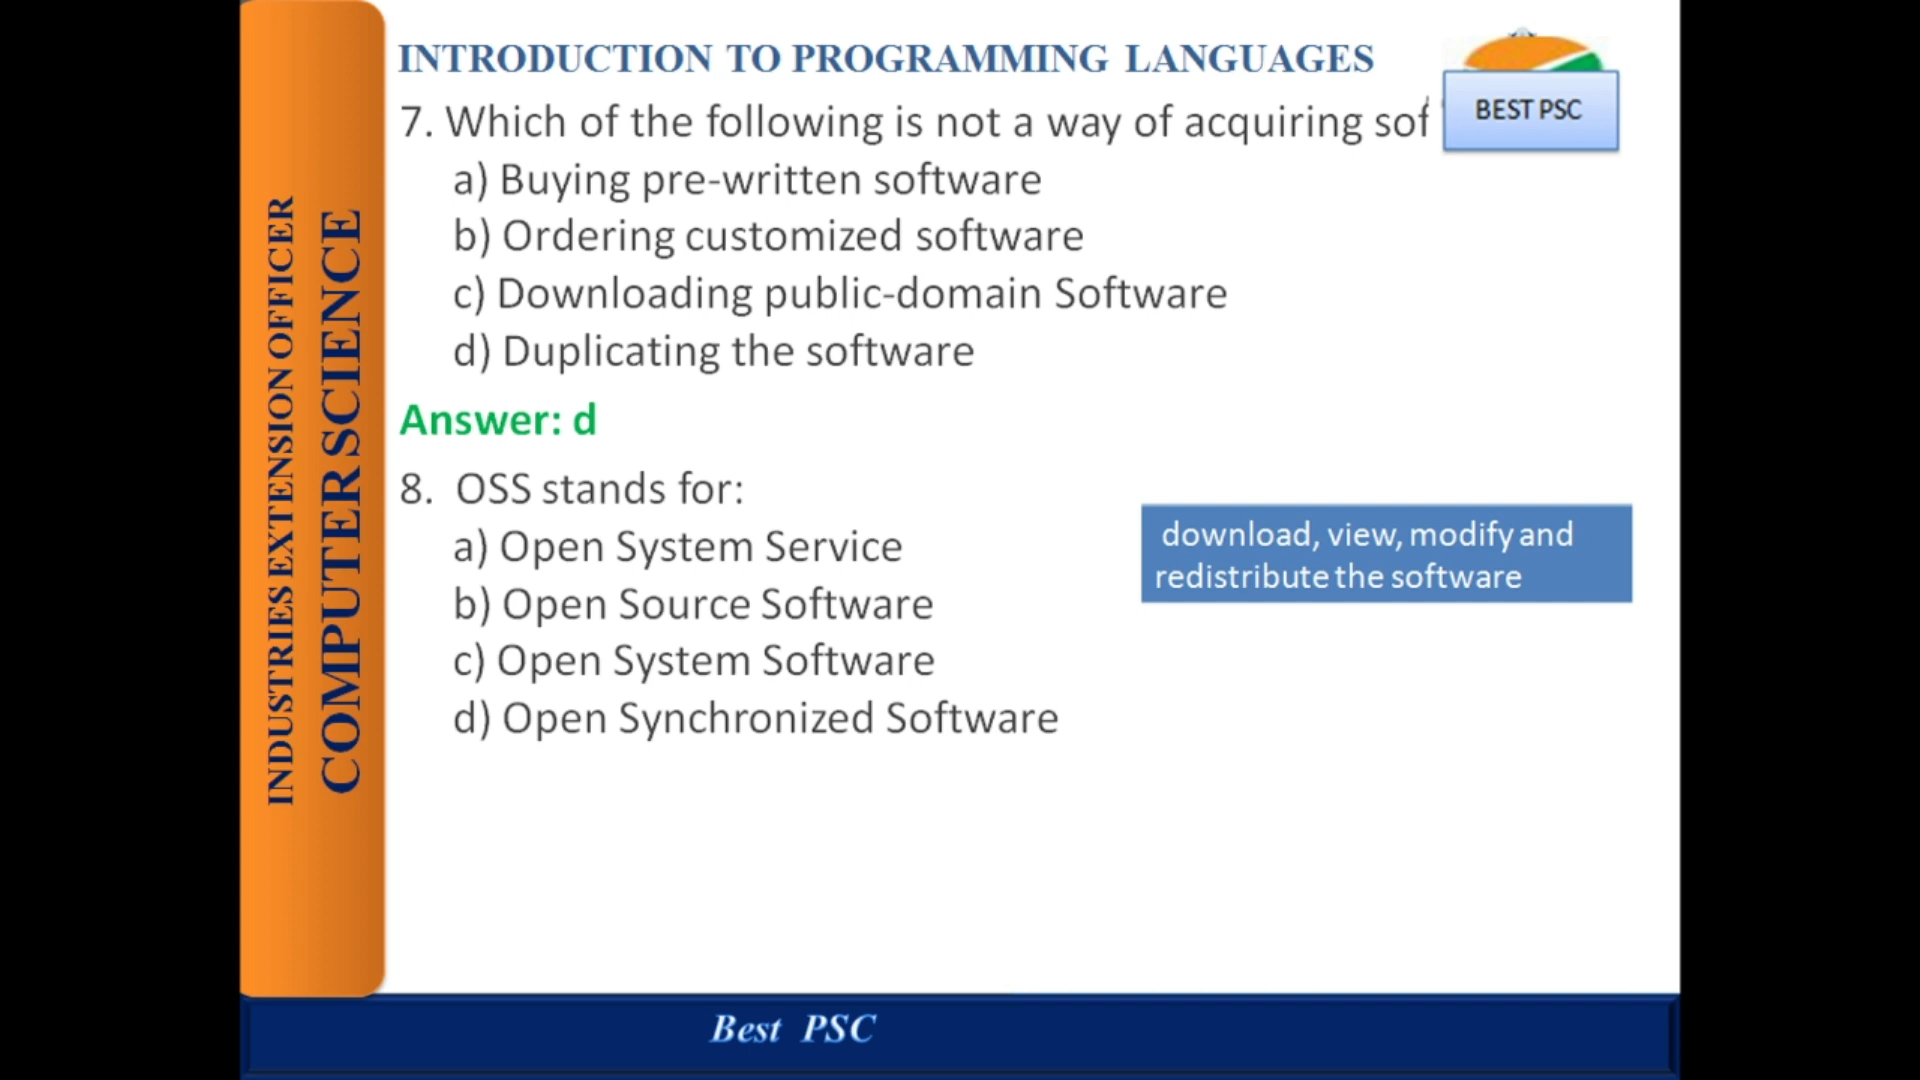 INTRODUCTION TO PROGRAMMING LANGUAGES
BEST PSC
7. Which of the following is not a way of acquiring
a) Buying pre-written software
b) Ordering customized software
c) Downloading public-domain Software
d) Duplicating the software
Answer: d
8. OSS stands for:
a) Open System Service
b) Open Source Software
c) Open System Software
d) Open Synchronized Software
download, view, modify and
redistribute the software
INDUSTRIES EXTENSION OFFICER
COMPUTER SCIENCE
Best PSC